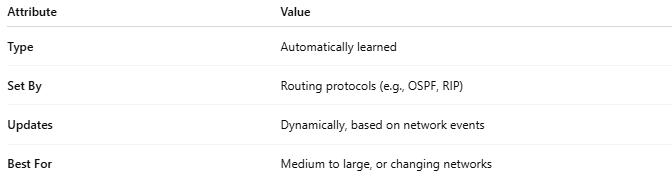 Attribute Value
Type Automatically learned
Set By Routing protocols (e.g., OSPF, RIP)
Updates Dynamically, based on network events
Best For Medium to large, or changing networks